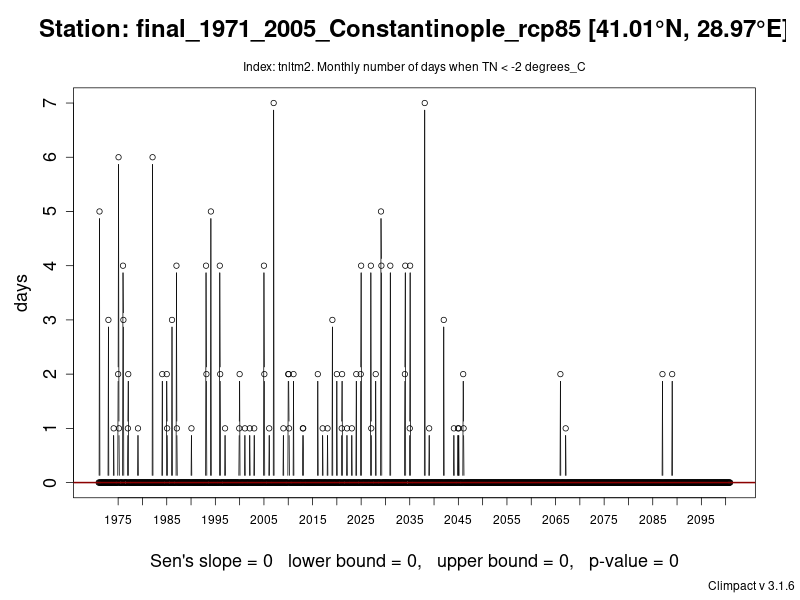 Station: final_1971_2005_Constantinople_rcp85 [41.01°N, 28.97°E]
Index: tnltm2. Monthly number of days when TN < -2 degrees_C
7
6
5
4
3
2
1
0
days
1975 1985 1995 2005 2015 2025 2035 2045 2055 2065 2075 2085 2095
Sen's slope = 0 lower bound = 0, upper bound = 0, p-value = 0
Climpact v 3.1.6